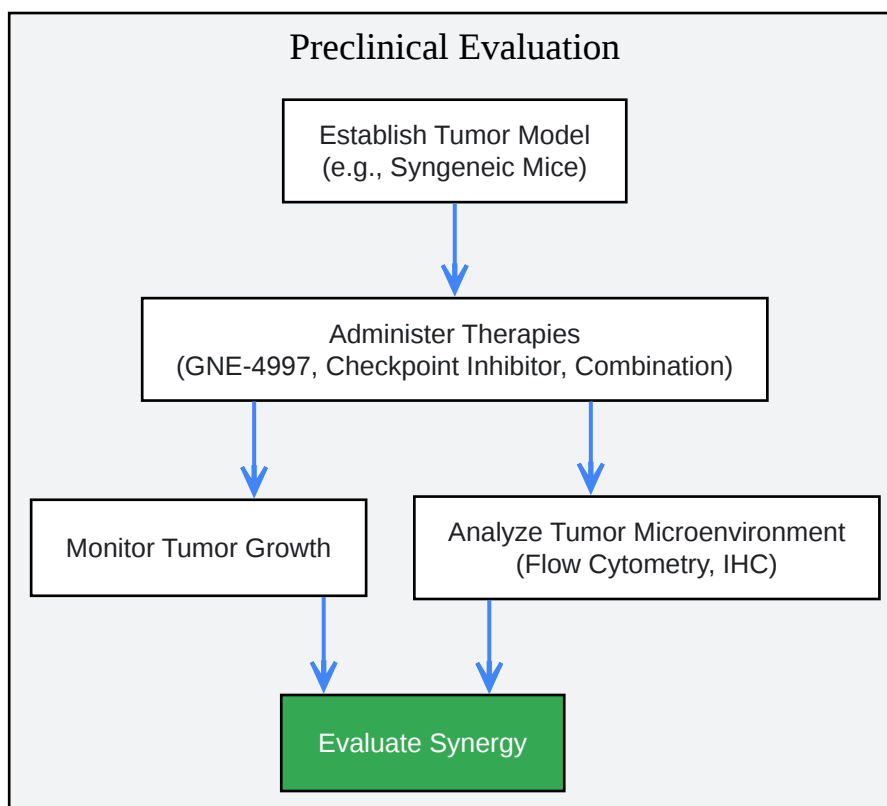 Preclinical Evaluation
Establish Tumor Model
(e.g., Syngeneic Mice)
Administer Therapies
(GNE-4997, Checkpoint Inhibitor, Combination)
Monitor Tumor Growth
Analyze Tumor Microenvironment
(Flow Cytometry, IHC)
Evaluate Synergy